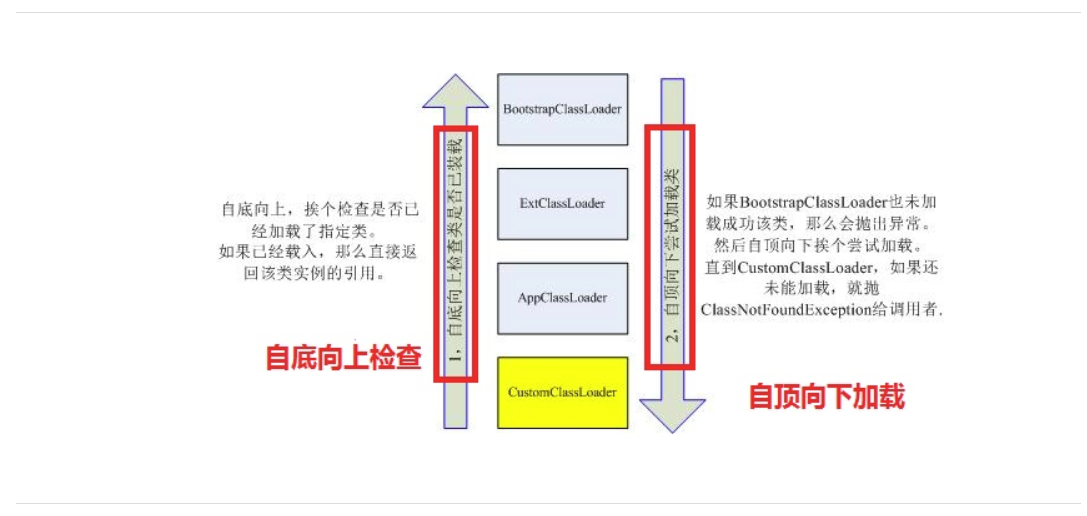 BootstrapClassLoader
ExtClassLoader
AppClassLoader
CustomClassLoader
1，自底向上检查类是否已装载
自底向上，挨个检查是否已
经加载了指定类。
如果已经载入，那么直接返
回该类实例的引用。
自底向上检查
2，自顶向下尝试加载类
如果BootstrapClassLoader也未加
载成功该类，那么会抛出异常。
然后自顶向下挨个尝试加载。
直到CustomClassLoader，如果还
未能加载，就抛
ClassNotFoundException给调用者.
自顶向下加载